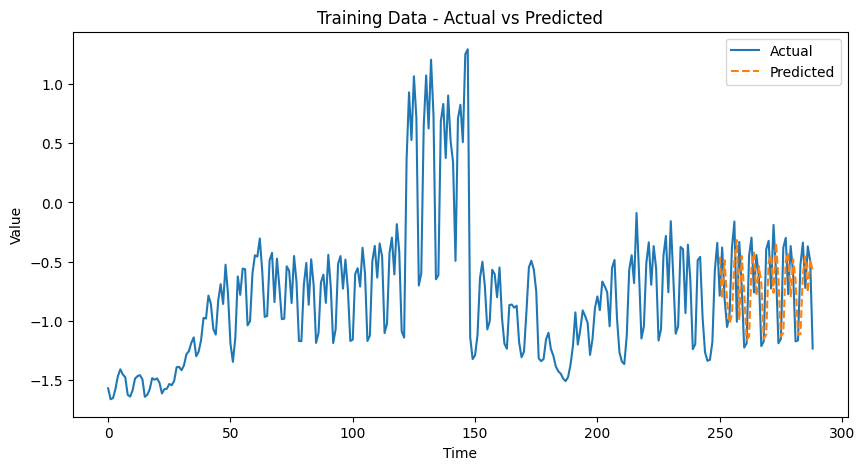 Training Data - Actual vs Predicted
Actual
Predicted
Value
1.0
0.5
0.0
−0.5
−1.0
−1.5
0
50
100
150
200
250
300
Time